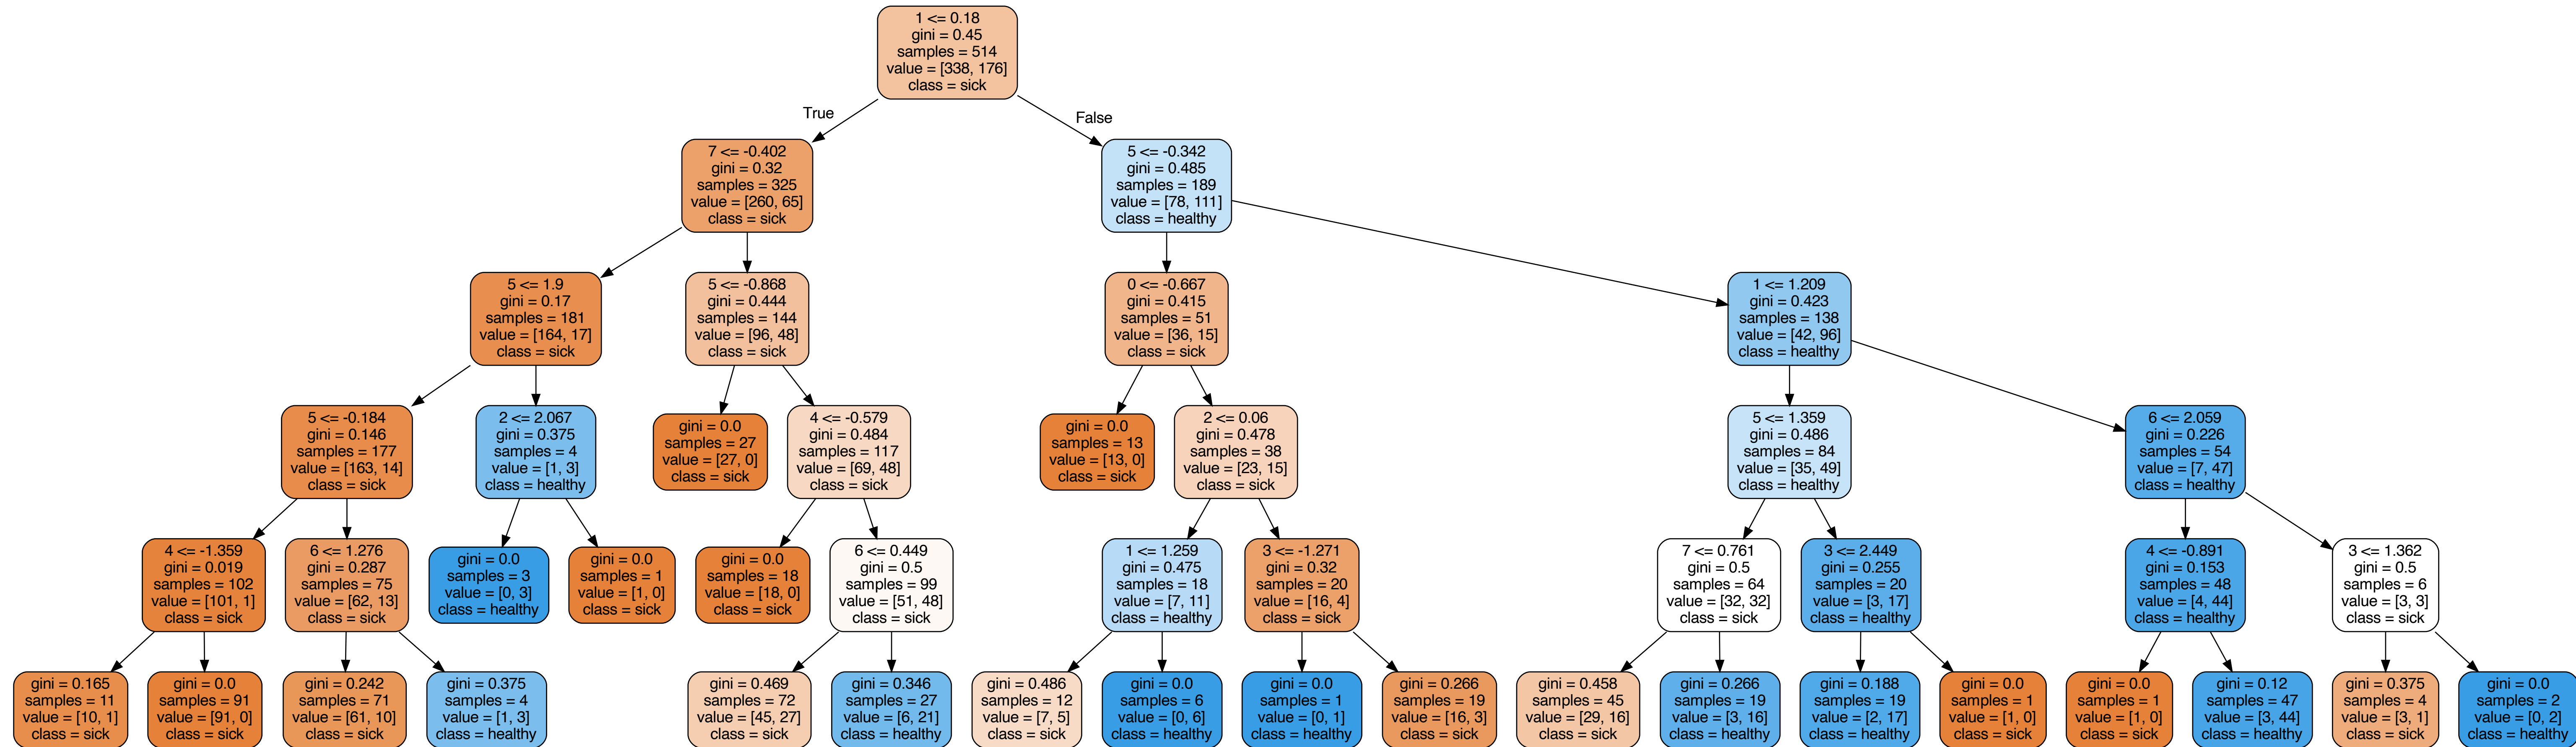 1 <= 0.18
gini = 0.45
samples = 514
value = [338, 176]
class = sick
True
False
7 <= -0.402
gini = 0.32
samples = 325
value = [260, 65]
class = sick
5 <= -0.342
gini = 0.485
samples = 189
value = [78, 111]
class = healthy
5 <= 1.9
gini = 0.17
samples = 181
value = [164, 17]
class = sick
5 <= -0.868
gini = 0.444
samples = 144
value = [96, 48]
class = sick
0 <= -0.667
gini = 0.415
samples = 51
value = [36, 15]
class = sick
1 <= 1.209
gini = 0.423
samples = 138
value = [42, 96]
class = healthy
5 <= -0.184
gini = 0.146
samples = 177
value = [163, 14]
class = sick
2 <= 2.067
gini = 0.375
samples = 4
value = [1, 3]
class = healthy
gini = 0.0
samples = 27
value = [27, 0]
class = sick
4 <= -0.579
gini = 0.484
samples = 117
value = [69, 48]
class = sick
gini = 0.0
samples = 13
value = [13, 0]
class = sick
2 <= 0.06
gini = 0.478
samples = 38
value = [23, 15]
class = sick
5 <= 1.359
gini = 0.486
samples = 84
value = [35, 49]
class = healthy
6 <= 2.059
gini = 0.226
samples = 54
value = [7, 47]
class = healthy
4 <= -1.359
gini = 0.019
samples = 102
value = [101, 1]
class = sick
6 <= 1.276
gini = 0.287
samples = 75
value = [62, 13]
class = sick
gini = 0.0
samples = 3
value = [0, 3]
class = healthy
gini = 0.0
samples = 1
value = [1, 0]
class = sick
gini = 0.0
samples = 18
value = [18, 0]
class = sick
6 <= 0.449
gini = 0.5
samples = 99
value = [51, 48]
class = sick
1 <= 1.259
gini = 0.475
samples = 18
value = [7, 11]
class = healthy
3 <= -1.271
gini = 0.32
samples = 20
value = [16, 4]
class = sick
7 <= 0.761
gini = 0.5
samples = 64
value = [32, 32]
class = sick
3 <= 2.449
gini = 0.255
samples = 20
value = [3, 17]
class = healthy
4 <= -0.891
gini = 0.153
samples = 48
value = [4, 44]
class = healthy
3 <= 1.362
gini = 0.5
samples = 6
value = [3, 3]
class = sick
gini = 0.165
samples = 11
value = [10, 1]
class = sick
gini = 0.0
samples = 91
value = [91, 0]
class = sick
gini = 0.242
samples = 71
value = [61, 10]
class = sick
gini = 0.375
samples = 4
value = [1, 3]
class = healthy
gini = 0.469
samples = 72
value = [45, 27]
class = sick
gini = 0.346
samples = 27
value = [6, 21]
class = healthy
gini = 0.486
samples = 12
value = [7, 5]
class = sick
gini = 0.0
samples = 6
value = [0, 6]
class = healthy
gini = 0.0
samples = 1
value = [0, 1]
class = healthy
gini = 0.266
samples = 19
value = [16, 3]
class = sick
gini = 0.458
samples = 45
value = [29, 16]
class = sick
gini = 0.266
samples = 19
value = [3, 16]
class = healthy
gini = 0.188
samples = 19
value = [2, 17]
class = healthy
gini = 0.0
samples = 1
value = [1, 0]
class = sick
gini = 0.0
samples = 1
value = [1, 0]
class = sick
gini = 0.12
samples = 47
value = [3, 44]
class = healthy
gini = 0.375
samples = 4
value = [3, 1]
class = sick
gini = 0.0
samples = 2
value = [0, 2]
class = healthy